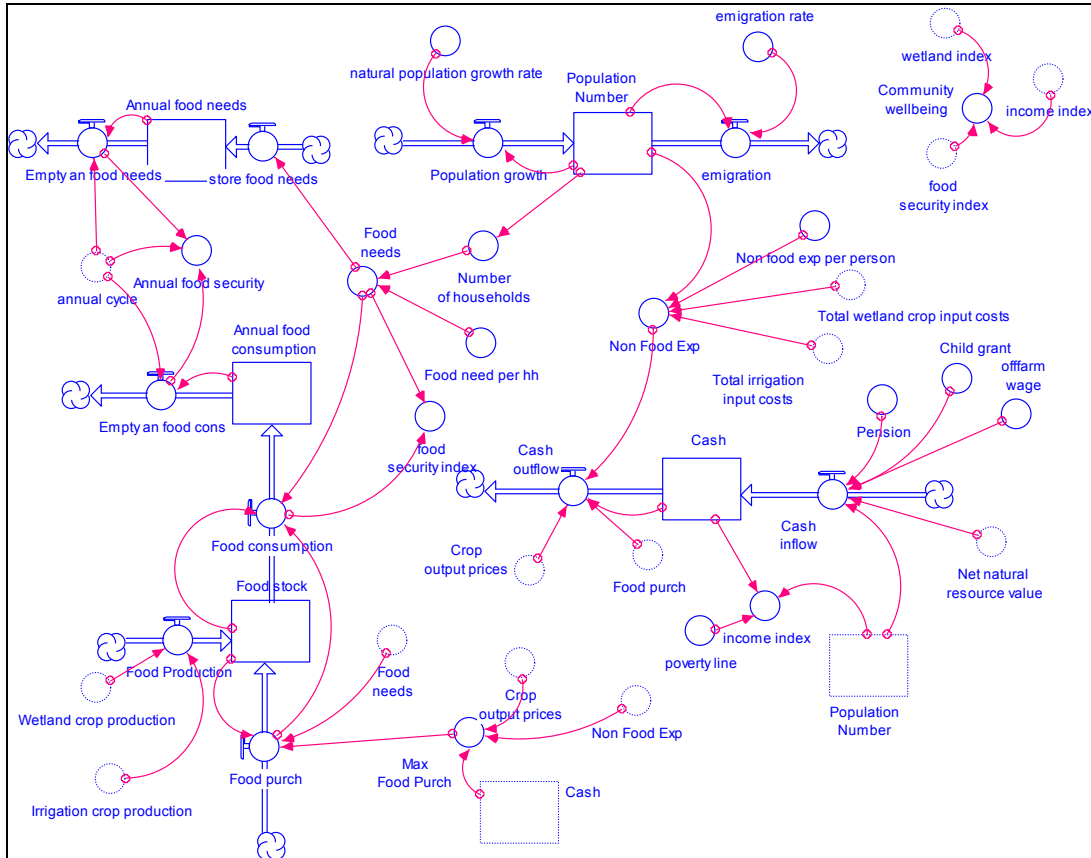 emigration rate
wetland index
natural population growth rate
Population
Number
Community
wellbeing
income index
Annual food needs
Empty an food needs
store food needs
Population growth
emigration
food
security index
Food
needs
Number
of households
Non food exp per person
annual cycle
Annual food security
Total wetland crop input costs
Annual food
consumption
Non Food Exp
Food need per hh
Total irrigation
input costs
Child grant
offfarm
wage
Pension
Empty an food cons
food
security index
Cash
outflow
Cash
Food consumption
Crop
output prices
Food purch
Cash
inflow
Net natural
resource value
Food stock
Food Production
Food
needs
poverty line
income index
Wetland crop production
Crop
output prices
Non Food Exp
Population
Number
Food purch
Max
Food Purch
Cash
Irrigation crop production